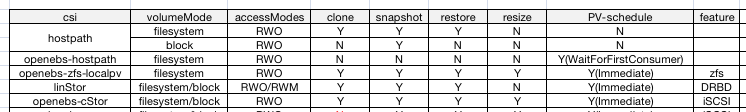 csi volumeMode accessModes clone snapshot restore resize PV-schedule feature
hostpath filesystem RWO Y Y Y N N
block RWO N Y Y N N
openebs-hostpath filesystem RWO N N N N Y(WaitForFirstConsumer)
openebs-zfs-localpv filesystem RWO Y Y Y Y Y(Immediate) zfs
linStor filesystem/block RWO/RWM Y Y Y N Y(Immediate) DRBD
openebs-cStor filesystem/block RWO Y Y Y Y Y(Immediate) iSCSI